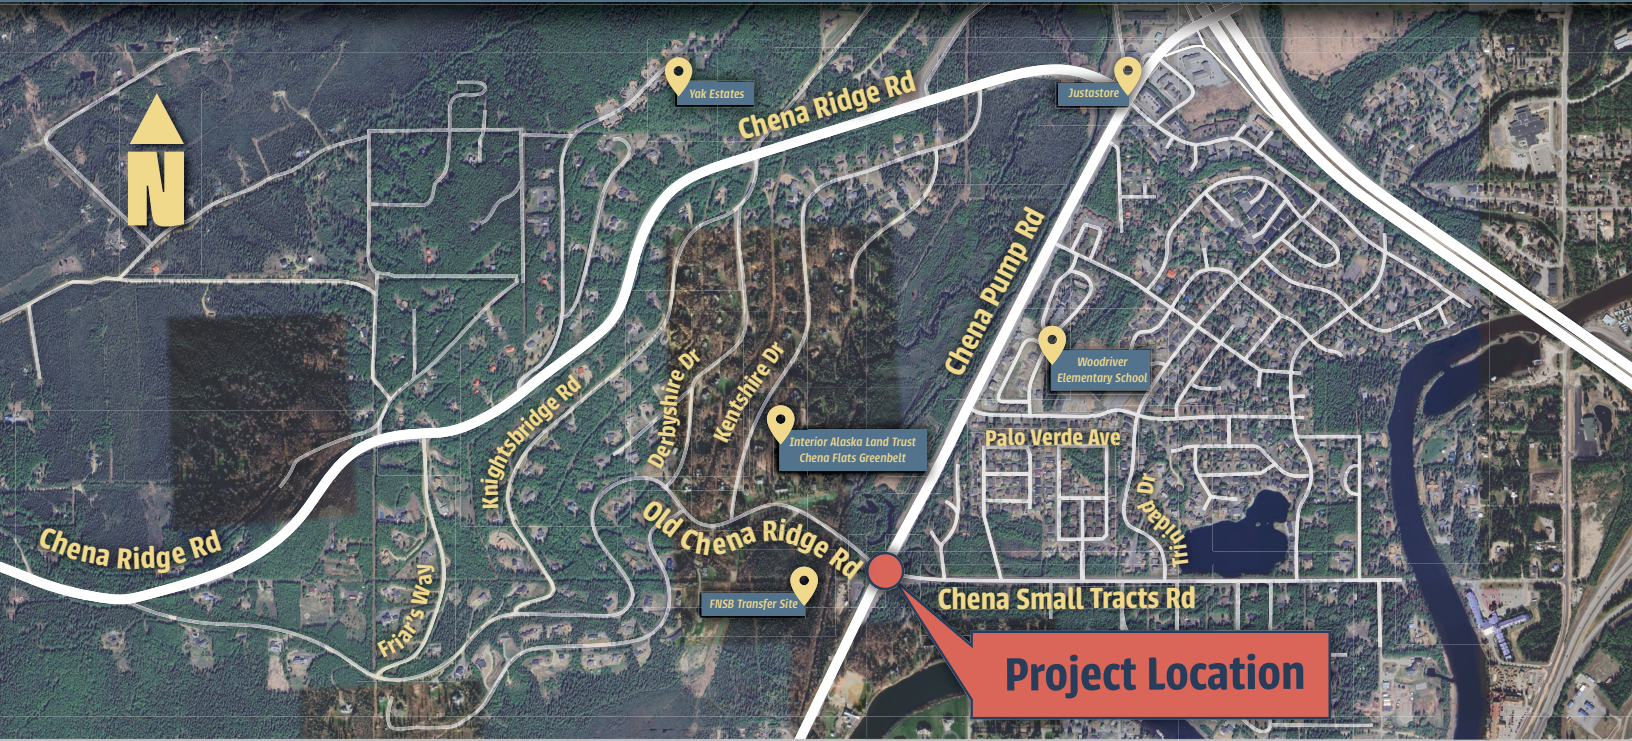 Yak Estates
Justastore
Chena Ridge Rd
N
Chena Pump Rd
Woodriver
Elementary School
Derbyshire Dr
Kentshire Dr
Knightsbridge Rd
Interior Alaska Land Trust
Chena Flats Greenbelt
Palo Verde Ave
Trinidad Dr
Old Chena Ridge Rd
Chena Ridge Rd
Friar's Way
FNSB Transfer Site
Chena Small Tracts Rd
Project Location